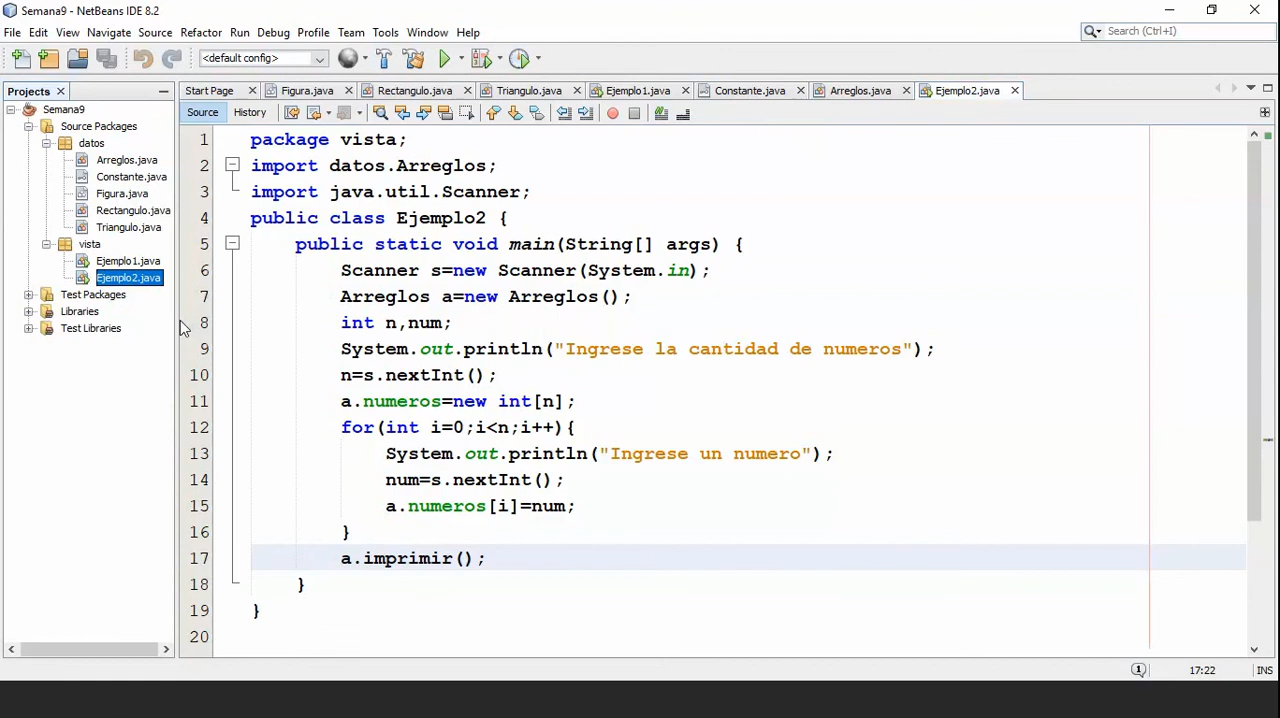 Semana9 - NetBeans IDE 8.2
File Edit View Navigate Source Refactor Run Debug Profile Team Tools Window Help
Search (Ctrl+I)
<default config>
Projects
Start Page Figura.java Rectangulo.java Triangulo.java Ejemplo1.java Constante.java Arreglos.java Ejemplo2.java
Source History
Semana9
Source Packages
datos
Arreglos.java
Constante.java
Figura.java
Rectangulo.java
Triangulo.java
vista
Ejemplo1.java
Ejemplo2.java
Test Packages
Libraries
Test Libraries
1 package vista;
2 import datos.Arreglos;
3 import java.util.Scanner;
4 public class Ejemplo2 {
5 public static void main(String[] args) {
6 Scanner s=new Scanner(System.in);
7 Arreglos a=new Arreglos();
8 int n,num;
9 System.out.println("Ingrese la cantidad de numeros");
10 n=s.nextInt();
11 a.numeros=new int[n];
12 for(int i=0;i<n;i++){
13 System.out.println("Ingrese un numero");
14 num=s.nextInt();
15 a.numeros[i]=num;
16 }
17 a.imprimir();
18 }
19 }
20
1 17:22 INS